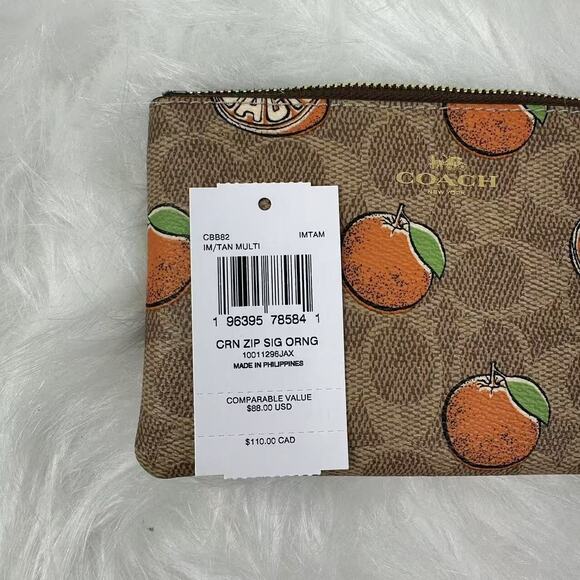 COACH
COACH
NEW YORK
CBB82 IMTAM
IM/TAN MULTI
1 96395 78584 1
CRN ZIP SIG ORNG
10011296JAX
MADE IN PHILIPPINES
COMPARABLE VALUE
$88.00 USD
$110.00 CAD